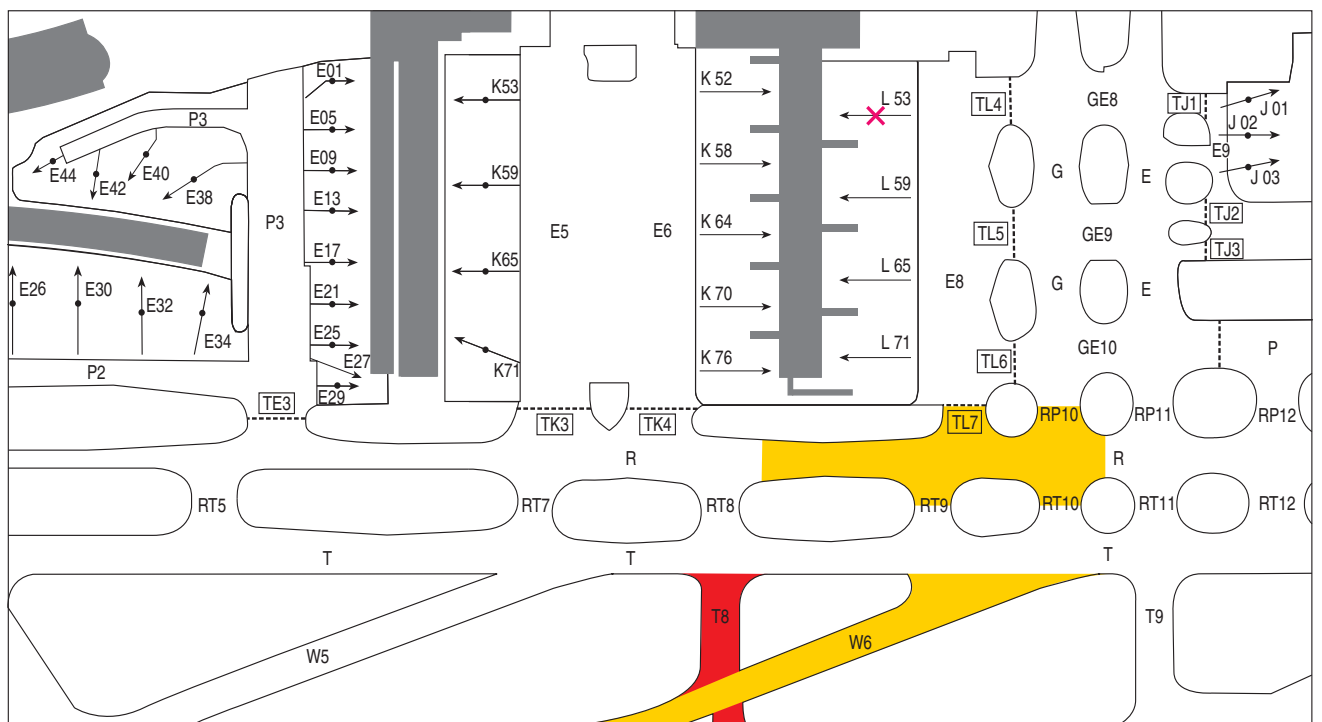 E01
K53
K 52
L 53
TL4
GE8
TJ1
J 01
P3
E05
J 02
E9
E44
E42
E40
E38
E09
K 58
J 03
K59
L 59
G
E
E13
P3
E5
E6
K 64
TL5
GE9
TJ2
TJ3
E17
K65
L 65
E8
G
E
E26
E30
E32
E34
E21
K 70
E25
L 71
GE10
P
E27
K 76
TL6
P2
K71
E29
TE3
TK3
TK4
TL7
RP10
RP11
RP12
R
R
RT5
RT7
RT8
RT9
RT10
RT11
RT12
T
T
T
T8
T9
W5
W6